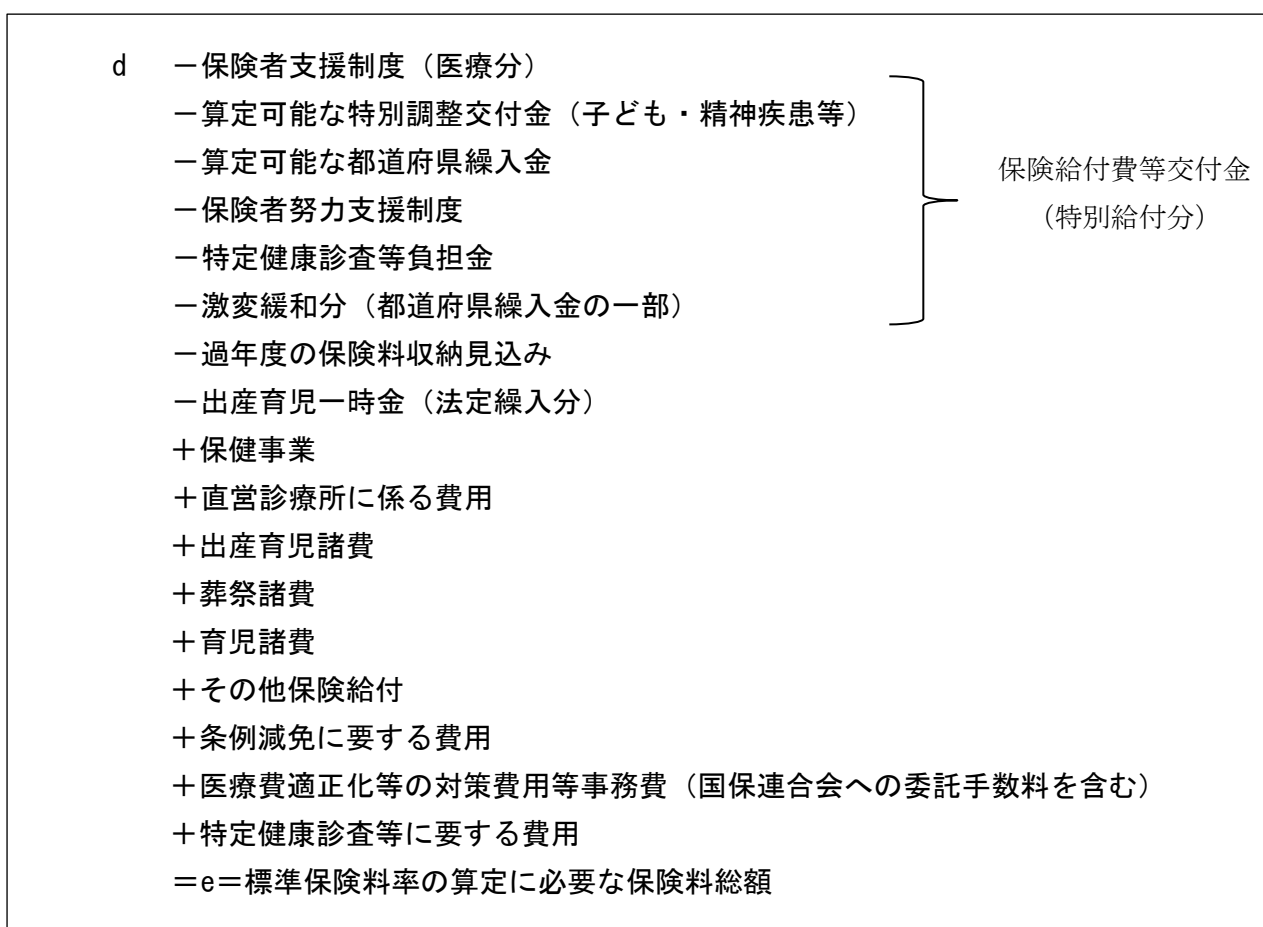 d －保険者支援制度（医療分）
－算定可能な特別調整交付金（子ども・精神疾患等）
－算定可能な都道府県繰入金
－保険者努力支援制度
－特定健康診査等負担金
－激変緩和分（都道府県繰入金の一部）
保険給付費等交付金
（特別給付分）
－過年度の保険料収納見込み
－出産育児一時金（法定繰入分）
＋保健事業
＋直営診療所に係る費用
＋出産育児諸費
＋葬祭諸費
＋育児諸費
＋その他保険給付
＋条例減免に要する費用
＋医療費適正化等の対策費用等事務費（国保連合会への委託手数料を含む）
＋特定健康診査等に要する費用
＝e＝標準保険料率の算定に必要な保険料総額